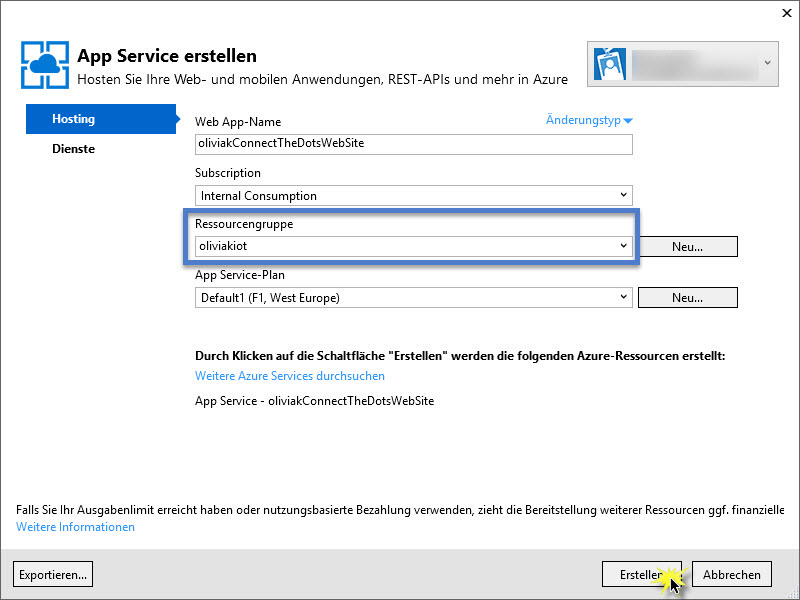 App Service erstellen
Hosten Sie Ihre Web- und mobilen Anwendungen, REST-APIs und mehr in Azure
Hosting
Dienste
Web App-Name
Änderungstyp
oliviakConnectTheDotsWebSite
Subscription
Internal Consumption
Ressourcengruppe
oliviakiot
Neu...
App Service-Plan
Default1 (F1, West Europe)
Neu...
Durch Klicken auf die Schaltfläche "Erstellen" werden die folgenden Azure-Ressourcen erstellt:
Weitere Azure Services durchsuchen
App Service - oliviakConnectTheDotsWebSite
Falls Sie Ihr Ausgabenlimit erreicht haben oder nutzungsbasierte Bezahlung verwenden, zieht die Bereitstellung weiterer Ressourcen ggf. finanzielle
Weitere Informationen
Exportieren...
Erstellen
Abbrechen